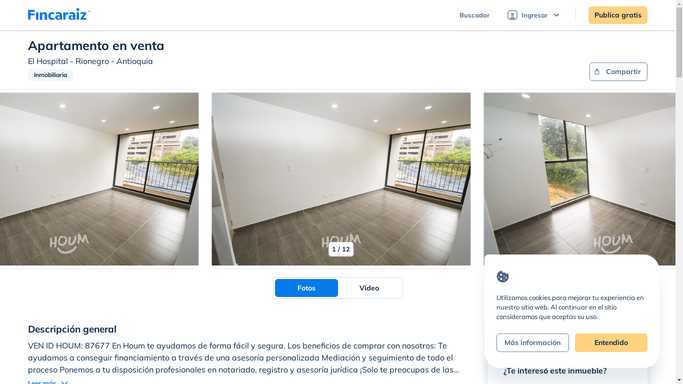 Fincaraiz
Buscador
Ingresar
Publica gratis
Apartamento en venta
El Hospital - Rionegro - Antioquia
Inmobiliaria
Compartir
HOUM
HOUM
HOUM
1 / 12
Fotos
Video
Descripción general
VEN ID HOUM: 87677 En Houm te ayudamos de forma fácil y segura. Los beneficios de comprar con nosotros: Te
ayudamos a conseguir financiamiento a través de una asesoría personalizada Mediación y seguimiento de todo el
proceso Ponemos a tu disposición profesionales en notariado, registro y asesoría jurídica ¡Solo te preocupas de las...
Leer más
Utilizamos cookies para mejorar tu experiencia en
nuestro sitio web. Al continuar en el sitio
consideramos que aceptas su uso.
Más información
Entendido
¿Te interesó este inmueble?